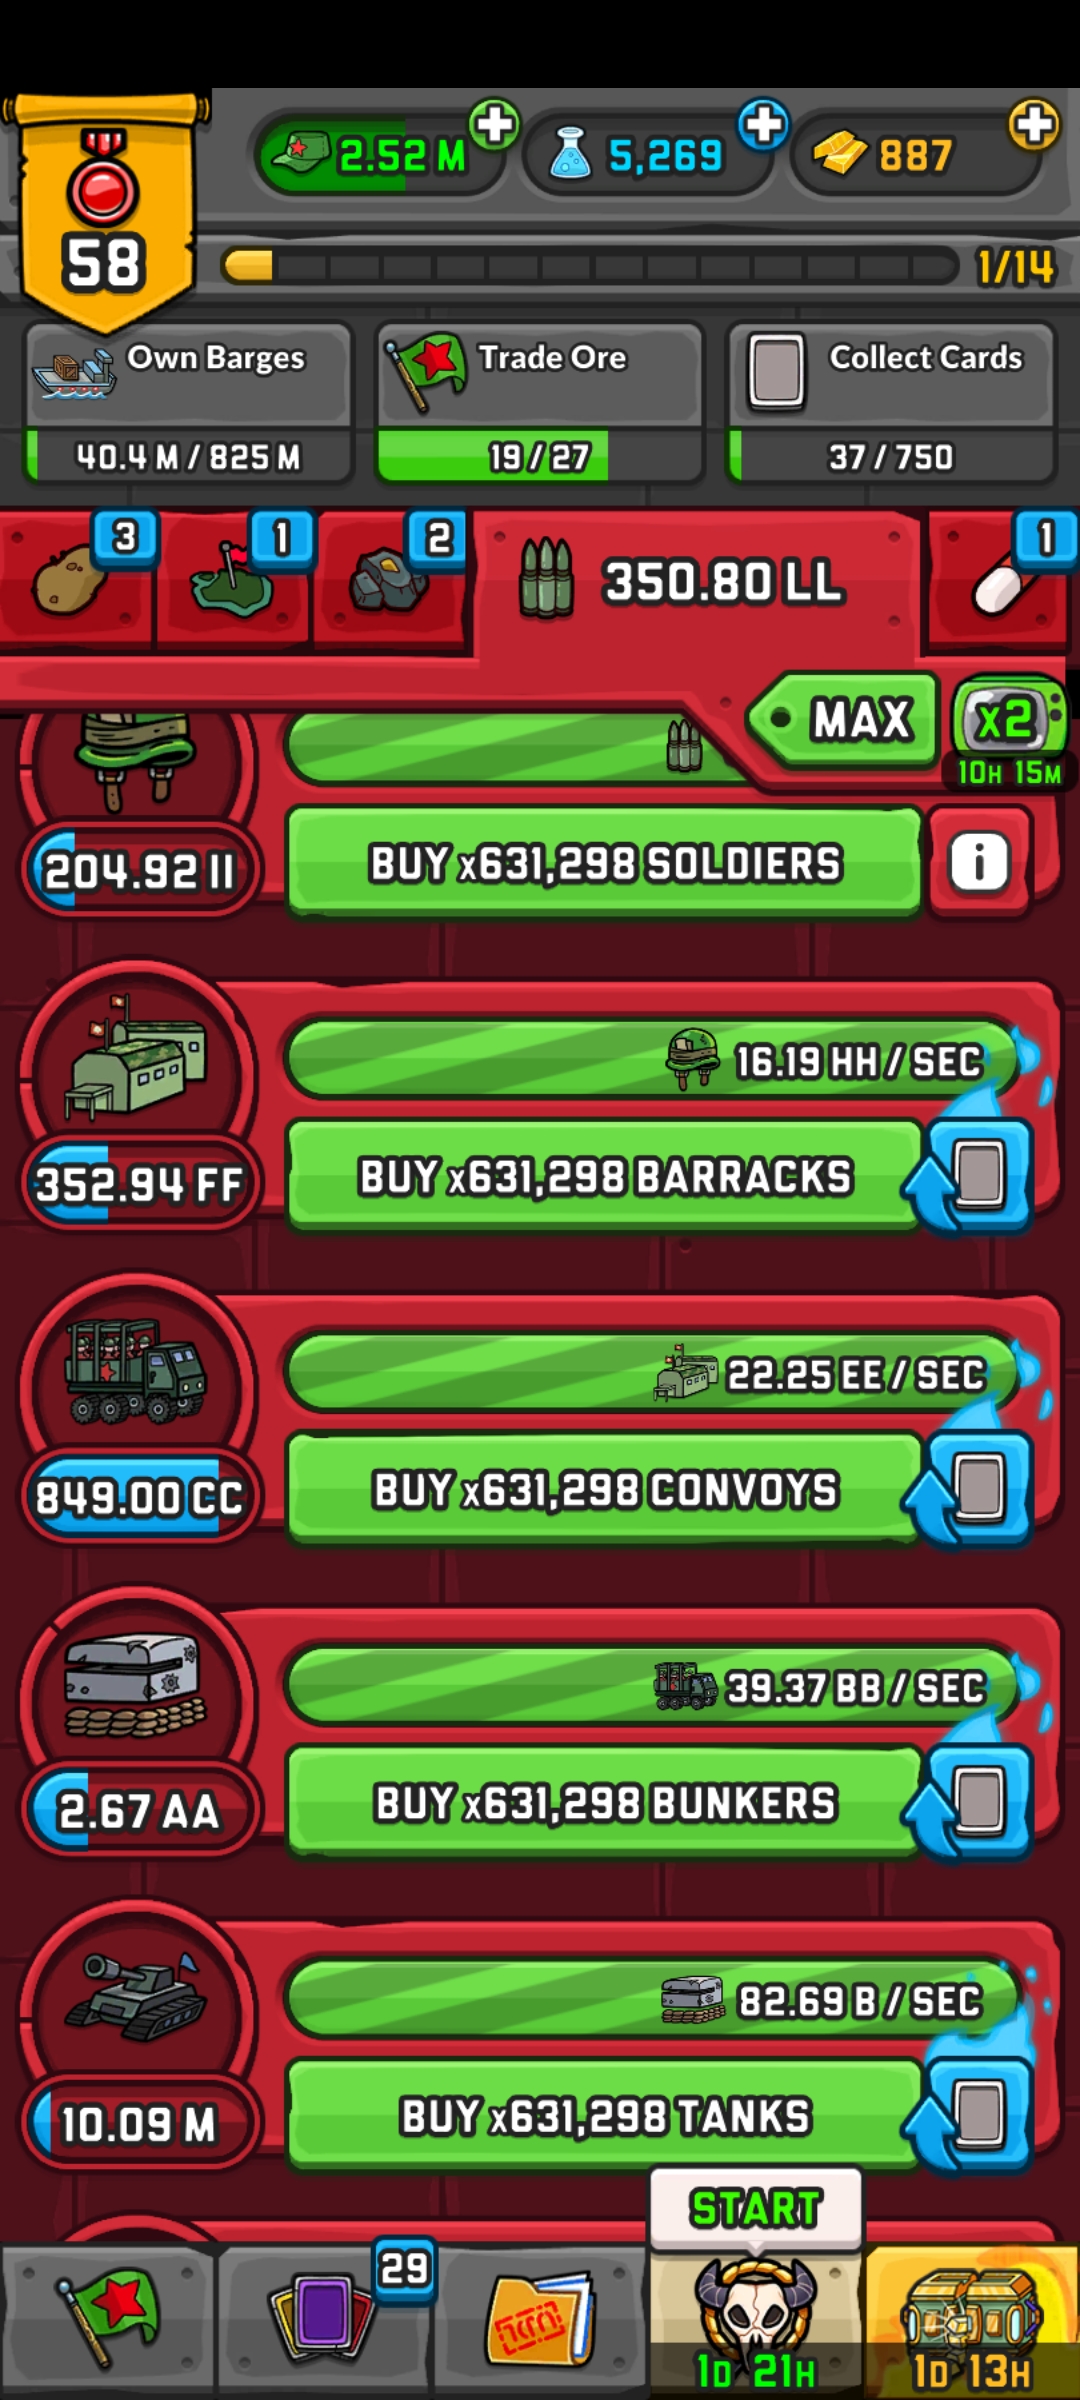 58
2.52 M
5,269
887
1/14
Own Barges
40.4 M / 825 M
Trade Ore
19 / 27
Collect Cards
37 / 750
3
1
2
350.80 LL
1
MAX
x2
10H 15M
204.92 II
BUY x631,298 SOLDIERS
i
16.19 HH / SEC
352.94 FF
BUY x631,298 BARRACKS
22.25 EE / SEC
849.00 CC
BUY x631,298 CONVOYS
39.37 BB / SEC
2.67 AA
BUY x631,298 BUNKERS
82.69 B / SEC
10.09 M
BUY x631,298 TANKS
START
29
1D 21H
1D 13H